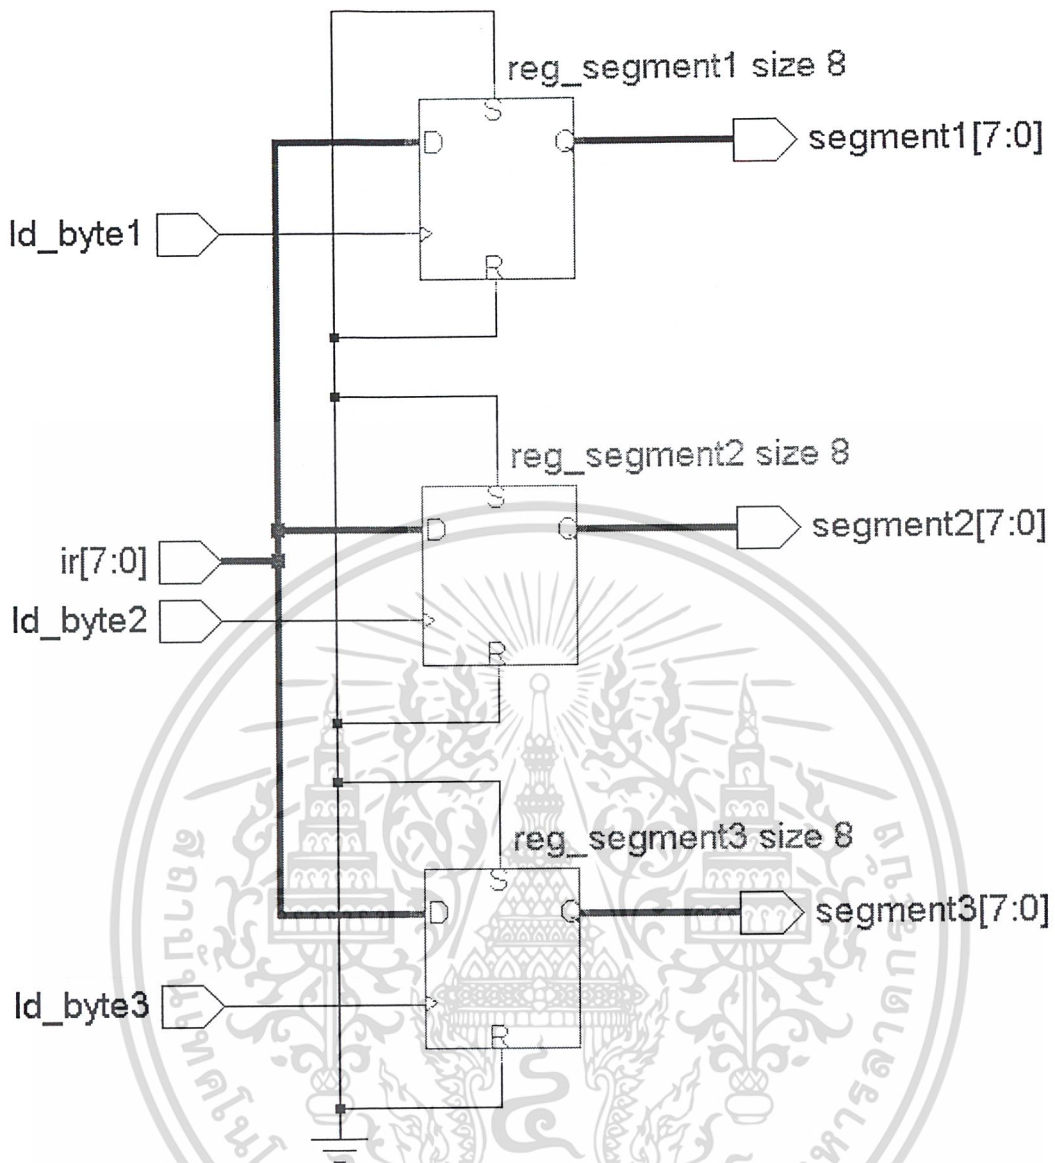 reg_segment1 size 8
S
D
Q
segment1[7:0]
ld_byte1
R
reg_segment2 size 8
S
D
Q
segment2[7:0]
ir[7:0]
ld_byte2
R
reg_segment3 size 8
S
D
Q
segment3[7:0]
ld_byte3
R